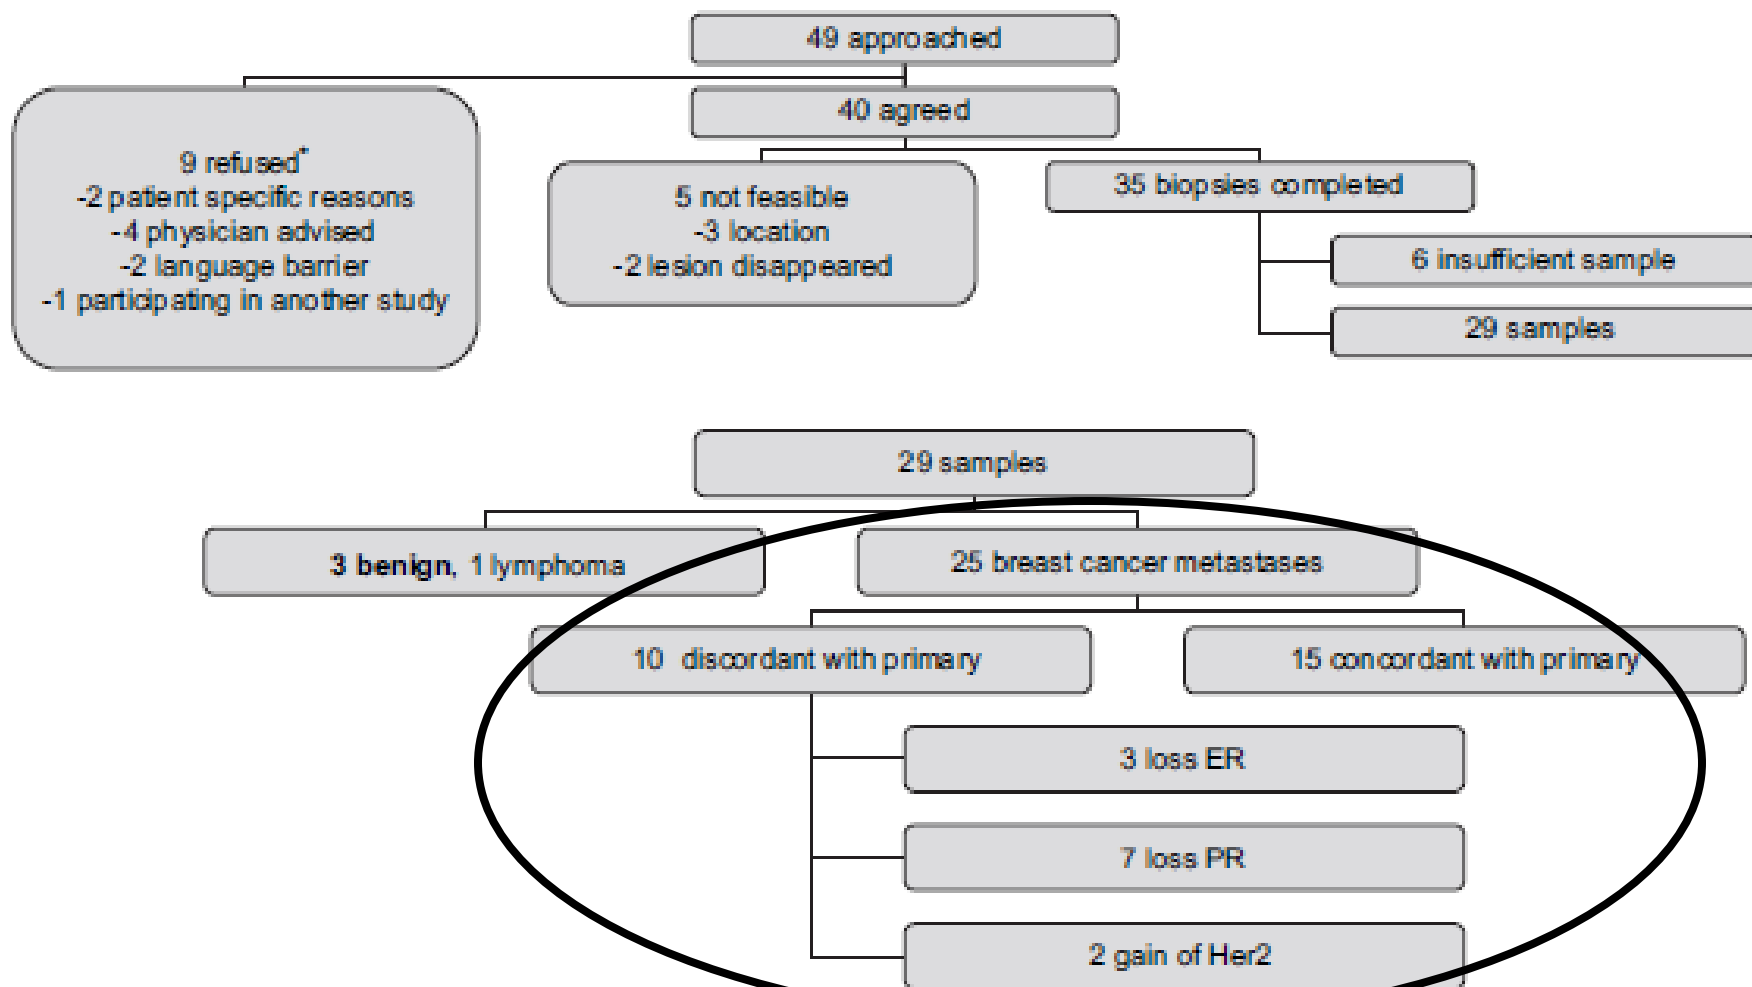 49 approached
40 agreed
9 refused*
-2 patient specific reasons
-4 physician advised
-2 language barrier
-1 participating in another study
5 not feasible
-3 location
-2 lesion disappeared
35 biopsies completed
6 insufficient sample
29 samples
29 samples
3 benign, 1 lymphoma
25 breast cancer metastases
10 discordant with primary
15 concordant with primary
3 loss ER
7 loss PR
2 gain of Her2